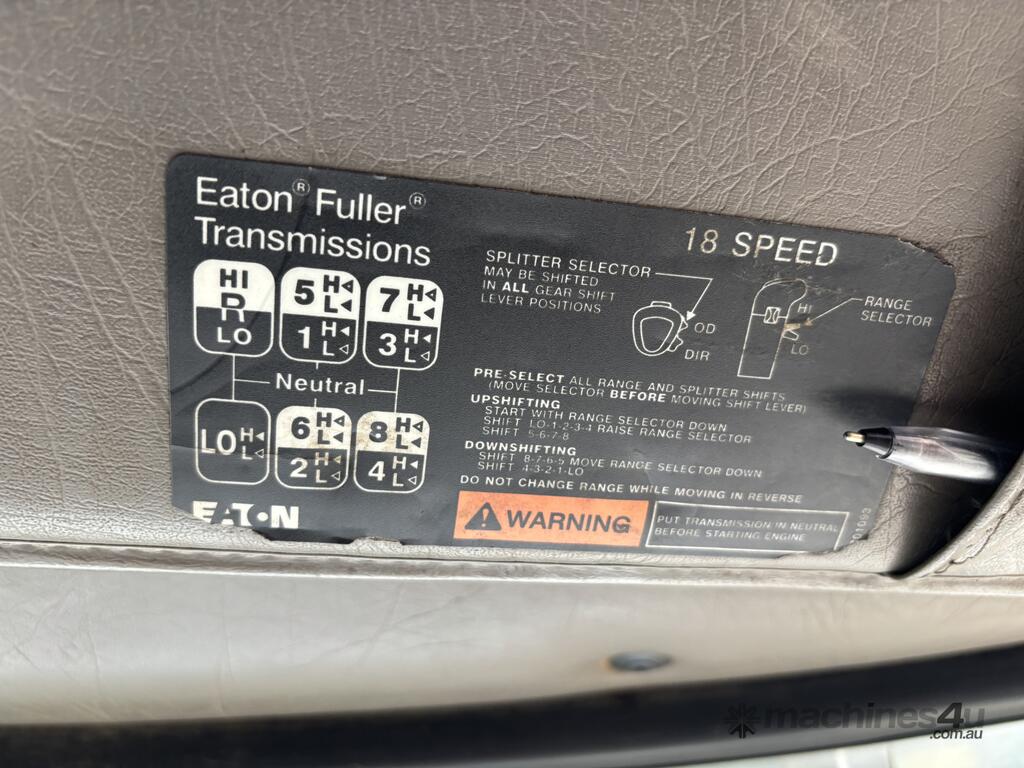 Eaton® Fuller®
Transmissions
18 SPEED
HI
R
LO
5 H◁
L◀
1 H◀
L◁
7 H◁
L◀
3 H◀
L◁
Neutral
LO H◀
L◁
6 H◁
L◀
2 H◀
L◁
8 H◁
L◀
4 H◀
L◁
EATON
SPLITTER SELECTOR
MAY BE SHIFTED
IN ALL GEAR SHIFT
LEVER POSITIONS
OD
DIR
HI
LO
RANGE
SELECTOR
PRE-SELECT ALL RANGE AND SPLITTER SHIFTS
(MOVE SELECTOR BEFORE MOVING SHIFT LEVER)
UPSHIFTING
START WITH RANGE SELECTOR DOWN
SHIFT LO-1-2-3-4 RAISE RANGE SELECTOR
SHIFT 5-6-7-8
DOWNSHIFTING
SHIFT 8-7-6-5 MOVE RANGE SELECTOR DOWN
SHIFT 4-3-2-1-LO
DO NOT CHANGE RANGE WHILE MOVING IN REVERSE
WARNING
PUT TRANSMISSION IN NEUTRAL
BEFORE STARTING ENGINE
machines4u
.com.au